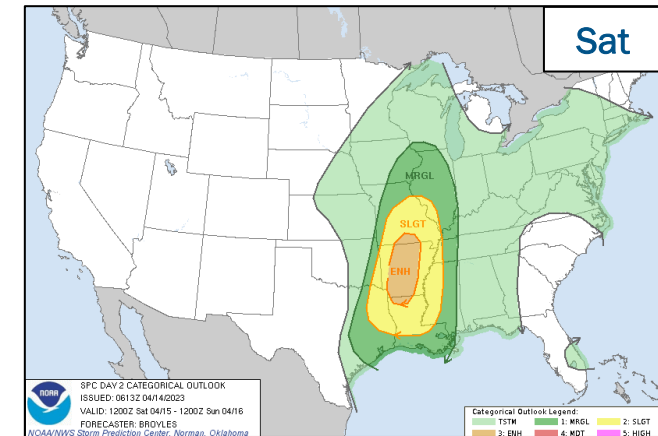 Sat
MRGL
SLGT
ENH
NOAA
SPC DAY 2 CATEGORICAL OUTLOOK
ISSUED: 0613Z 04/14/2023
VALID: 1200Z Sat 04/15 - 1200Z Sun 04/16
FORECASTER: BROYLES
NOAA/NWS Storm Prediction Center, Norman, Oklahoma
Categorical Outlook Legend:
TSTM 1: MRGL 2: SLGT
3: ENH 4: MDT 5: HIGH